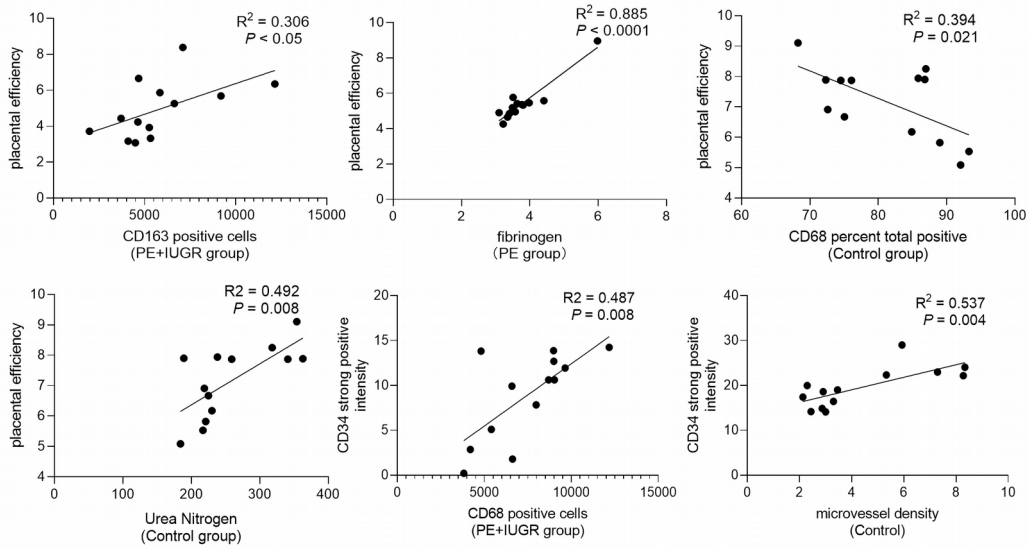 R² = 0.306
P < 0.05
placental efficiency
10
8
6
4
2
0
0 5000 10000 15000
CD163 positive cells
(PE+IUGR group)
R² = 0.885
P < 0.0001
placental efficiency
10
8
6
4
2
0
0 2 4 6 8
fibrinogen
(PE group)
R² = 0.394
P = 0.021
placental efficiency
10
9
8
7
6
5
4
60 70 80 90 100
CD68 percent total positive
(Control group)
R2 = 0.492
P = 0.008
placental efficiency
10
9
8
7
6
5
4
0 100 200 300 400
Urea Nitrogen
(Control group)
R2 = 0.487
P = 0.008
CD34 strong positive
intensity
20
15
10
5
0
0 5000 10000 15000
CD68 positive cells
(PE+IUGR group)
R² = 0.537
P = 0.004
CD34 strong positive
intensity
40
30
20
10
0
0 2 4 6 8 10
microvessel density
(Control)